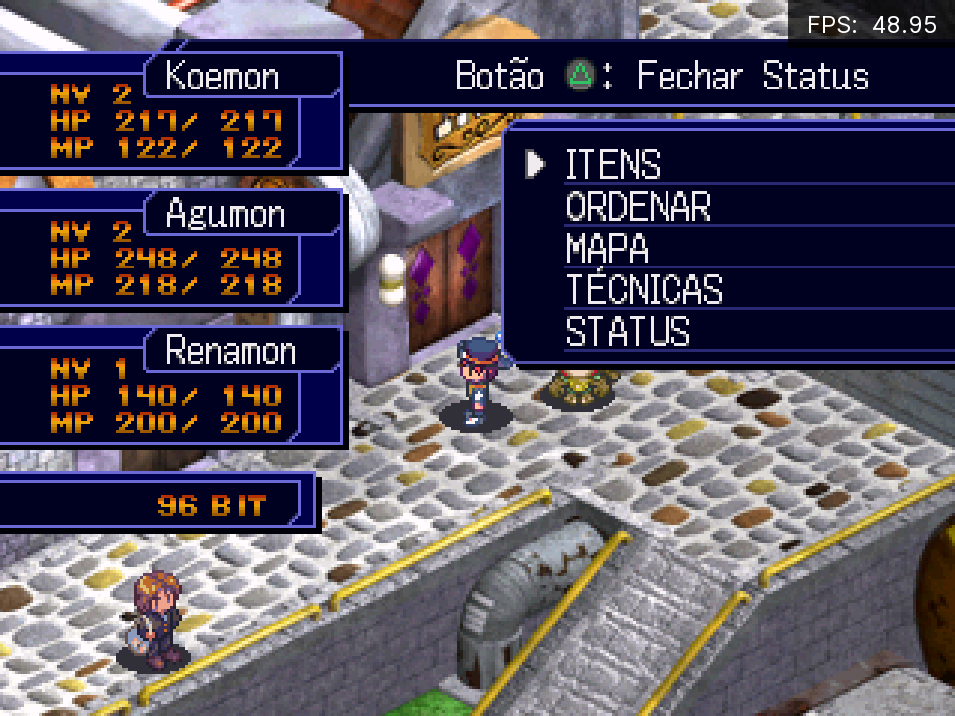 FPS: 48.95
Koemon
NV 2
HP 217/ 217
MP 122/ 122
Botão △: Fechar Status
Agumon
NV 2
HP 248/ 248
MP 218/ 218
Renamon
NV 1
HP 140/ 140
MP 200/ 200
96 BIT
ITENS
ORDENAR
MAPA
TÉCNICAS
STATUS